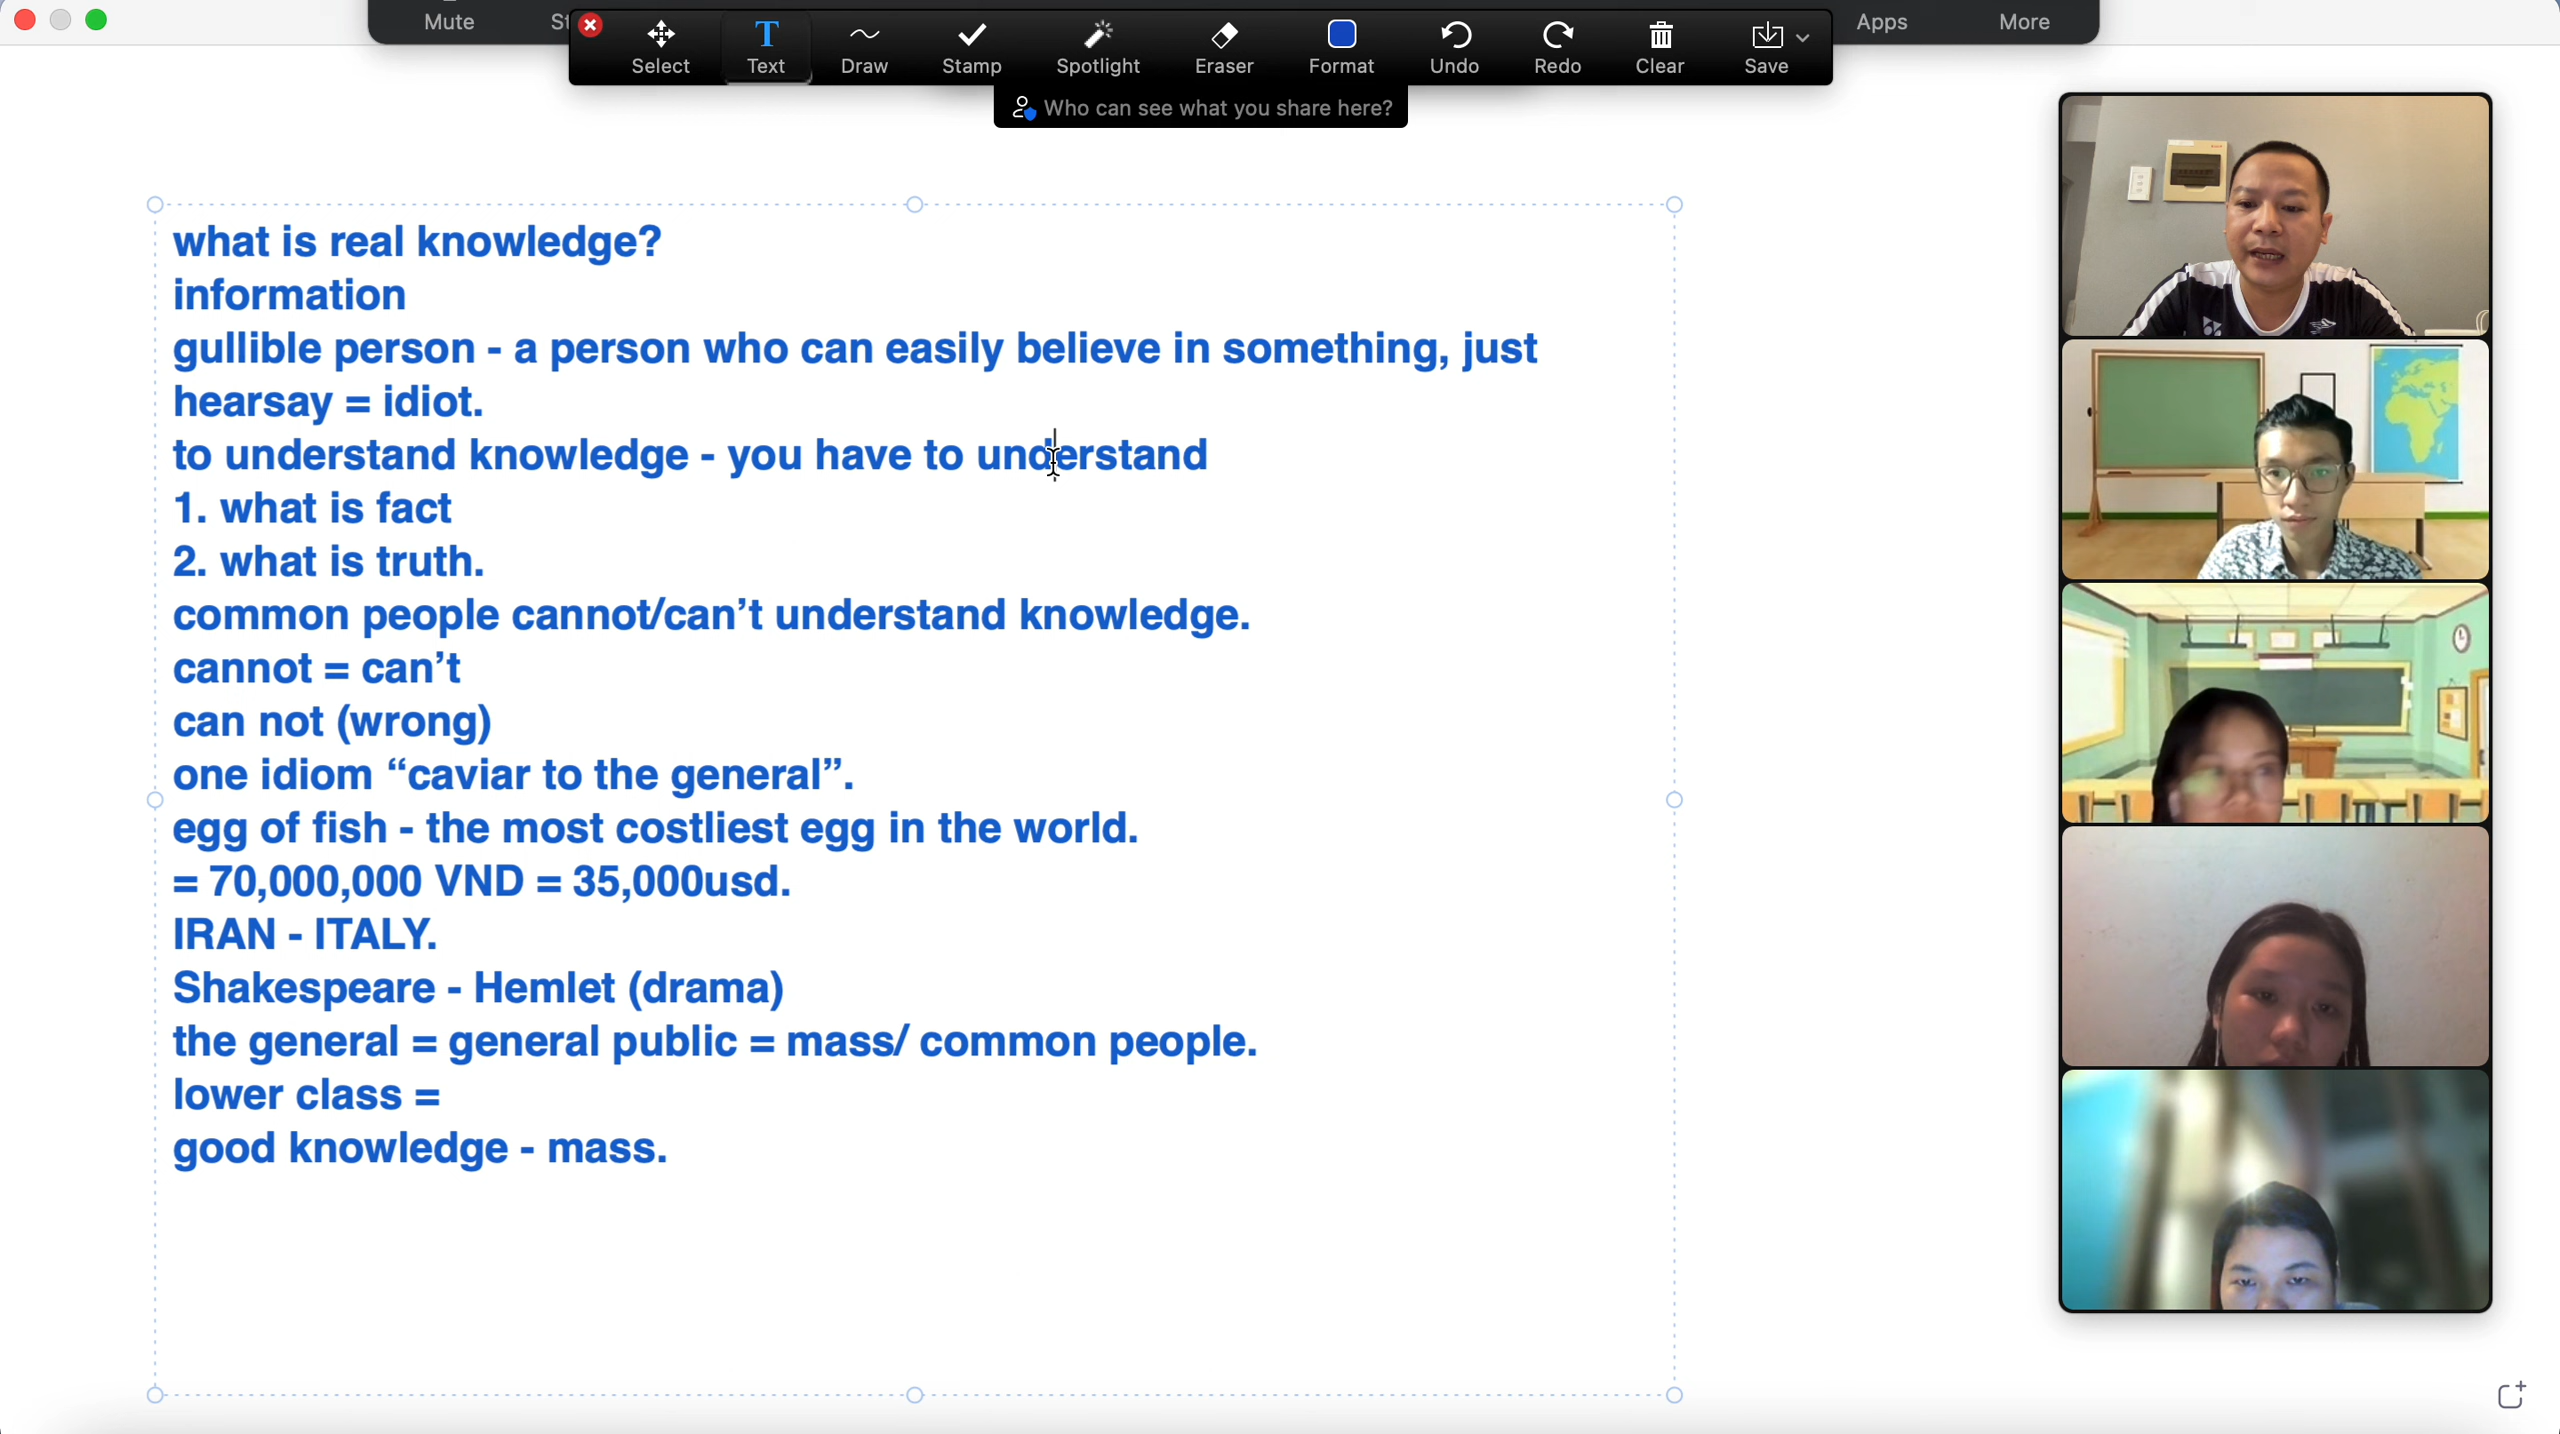 Mute
Select
Text
Draw
Stamp
Spotlight
Eraser
Format
Undo
Redo
Clear
Save
Apps
More
Who can see what you share here?
what is real knowledge?
information
gullible person - a person who can easily believe in something, just
hearsay = idiot.
to understand knowledge - you have to understand
1. what is fact
2. what is truth.
common people cannot/can’t understand knowledge.
cannot = can’t
can not (wrong)
one idiom “caviar to the general”.
egg of fish - the most costliest egg in the world.
= 70,000,000 VND = 35,000usd.
IRAN - ITALY.
Shakespeare - Hemlet (drama)
the general = general public = mass/ common people.
lower class =
good knowledge - mass.